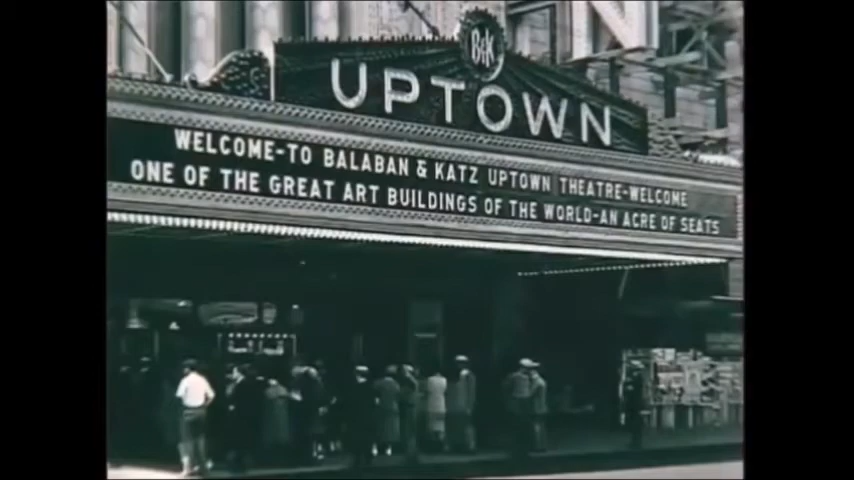 B&K
UPTOWN
WELCOME-TO BALABAN & KATZ UPTOWN THEATRE-WELCOME
ONE OF THE GREAT ART BUILDINGS OF THE WORLD-AN ACRE OF SEATS